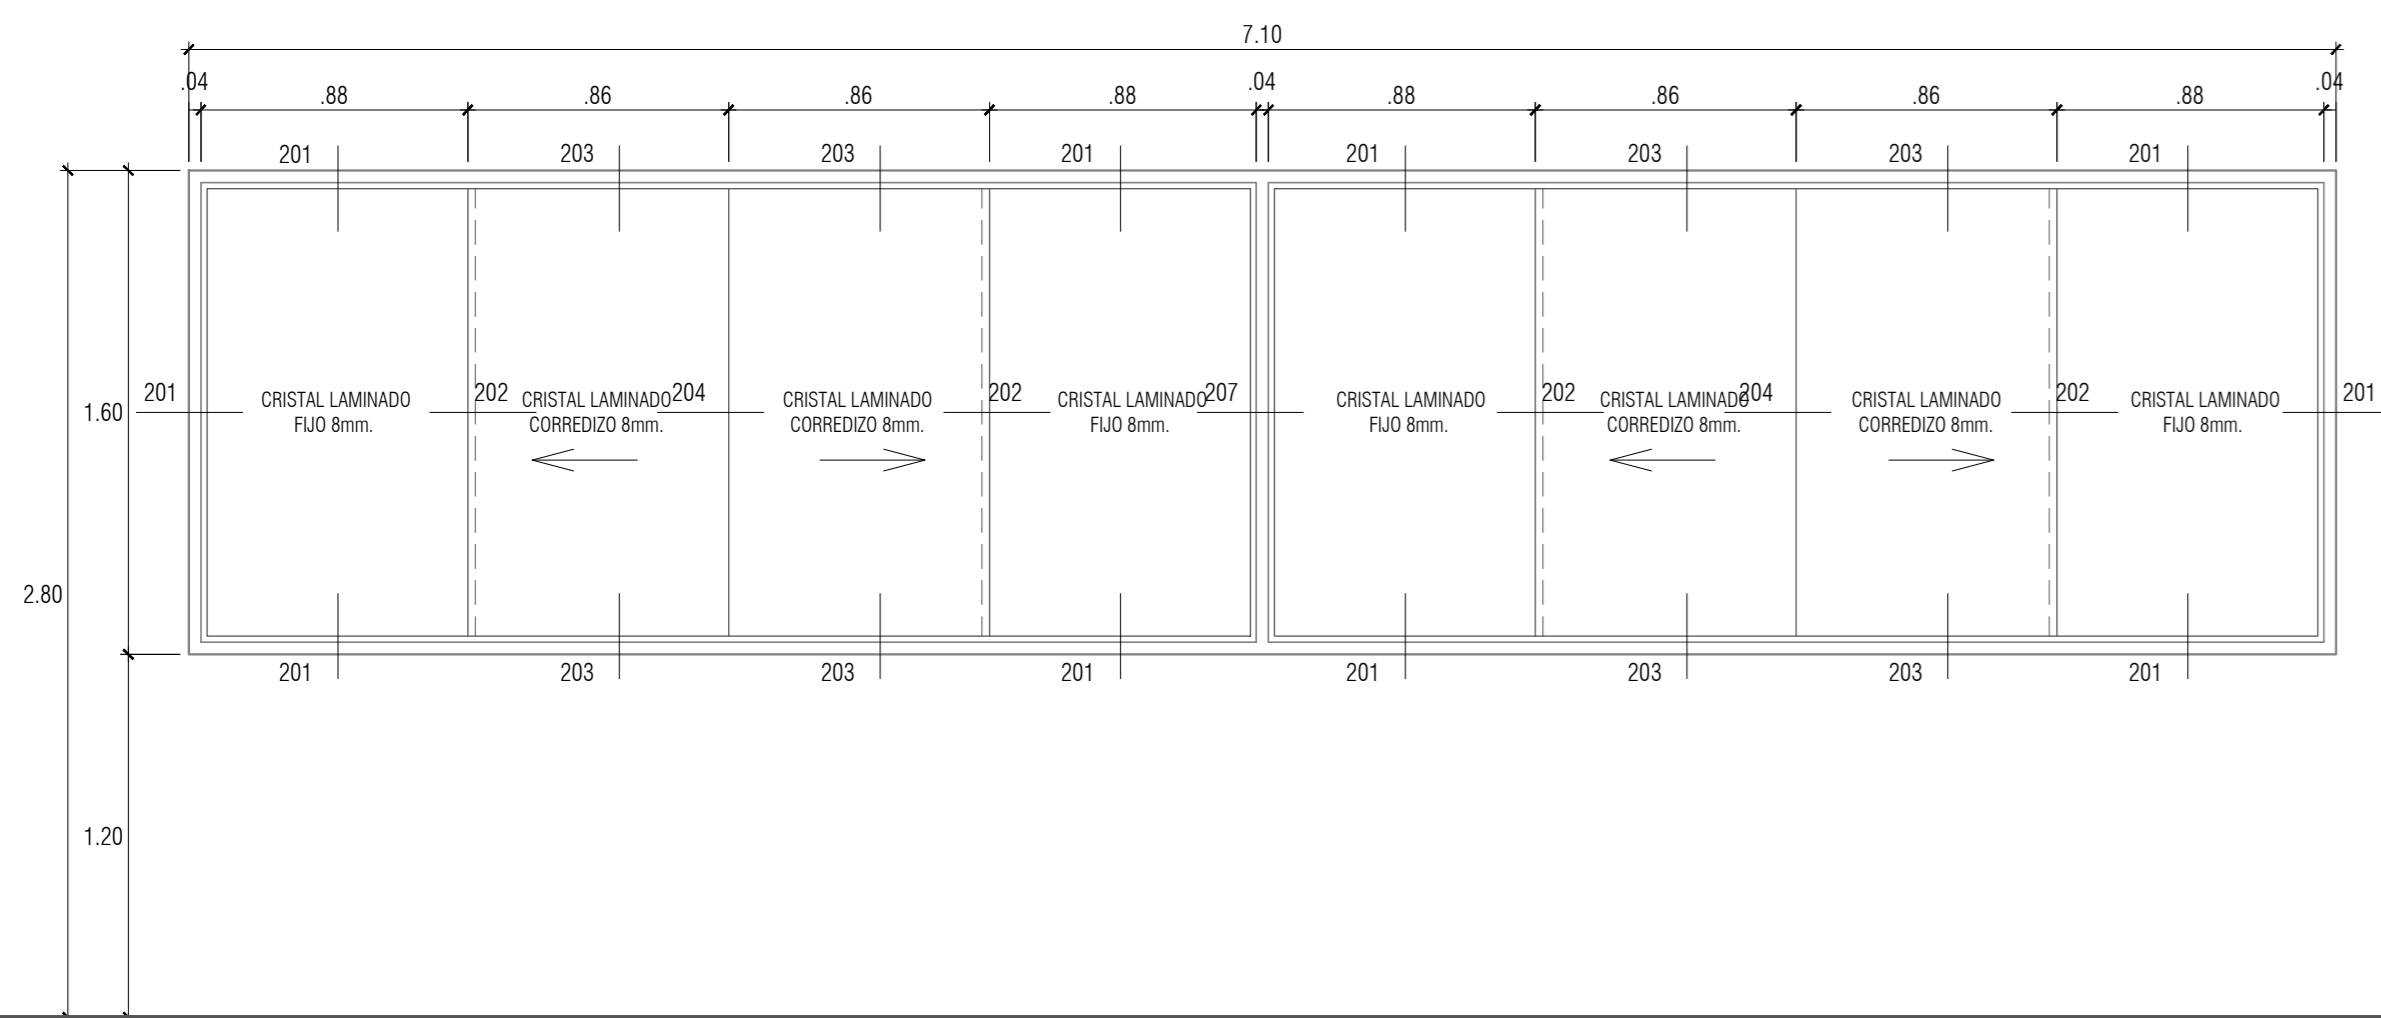 7.10
.04 .88 .86 .86 .88 .04 .88 .86 .86 .88 .04
201 203 203 201 201 203 203 201
201 202 204 202 207 202 204 202 201
CRISTAL LAMINADO
FIJO 8mm.
CRISTAL LAMINADO
CORREDIZO 8mm.
CRISTAL LAMINADO
CORREDIZO 8mm.
CRISTAL LAMINADO
FIJO 8mm.
CRISTAL LAMINADO
FIJO 8mm.
CRISTAL LAMINADO
CORREDIZO 8mm.
CRISTAL LAMINADO
CORREDIZO 8mm.
CRISTAL LAMINADO
FIJO 8mm.
1.60
2.80
201 203 203 201 201 203 203 201
1.20